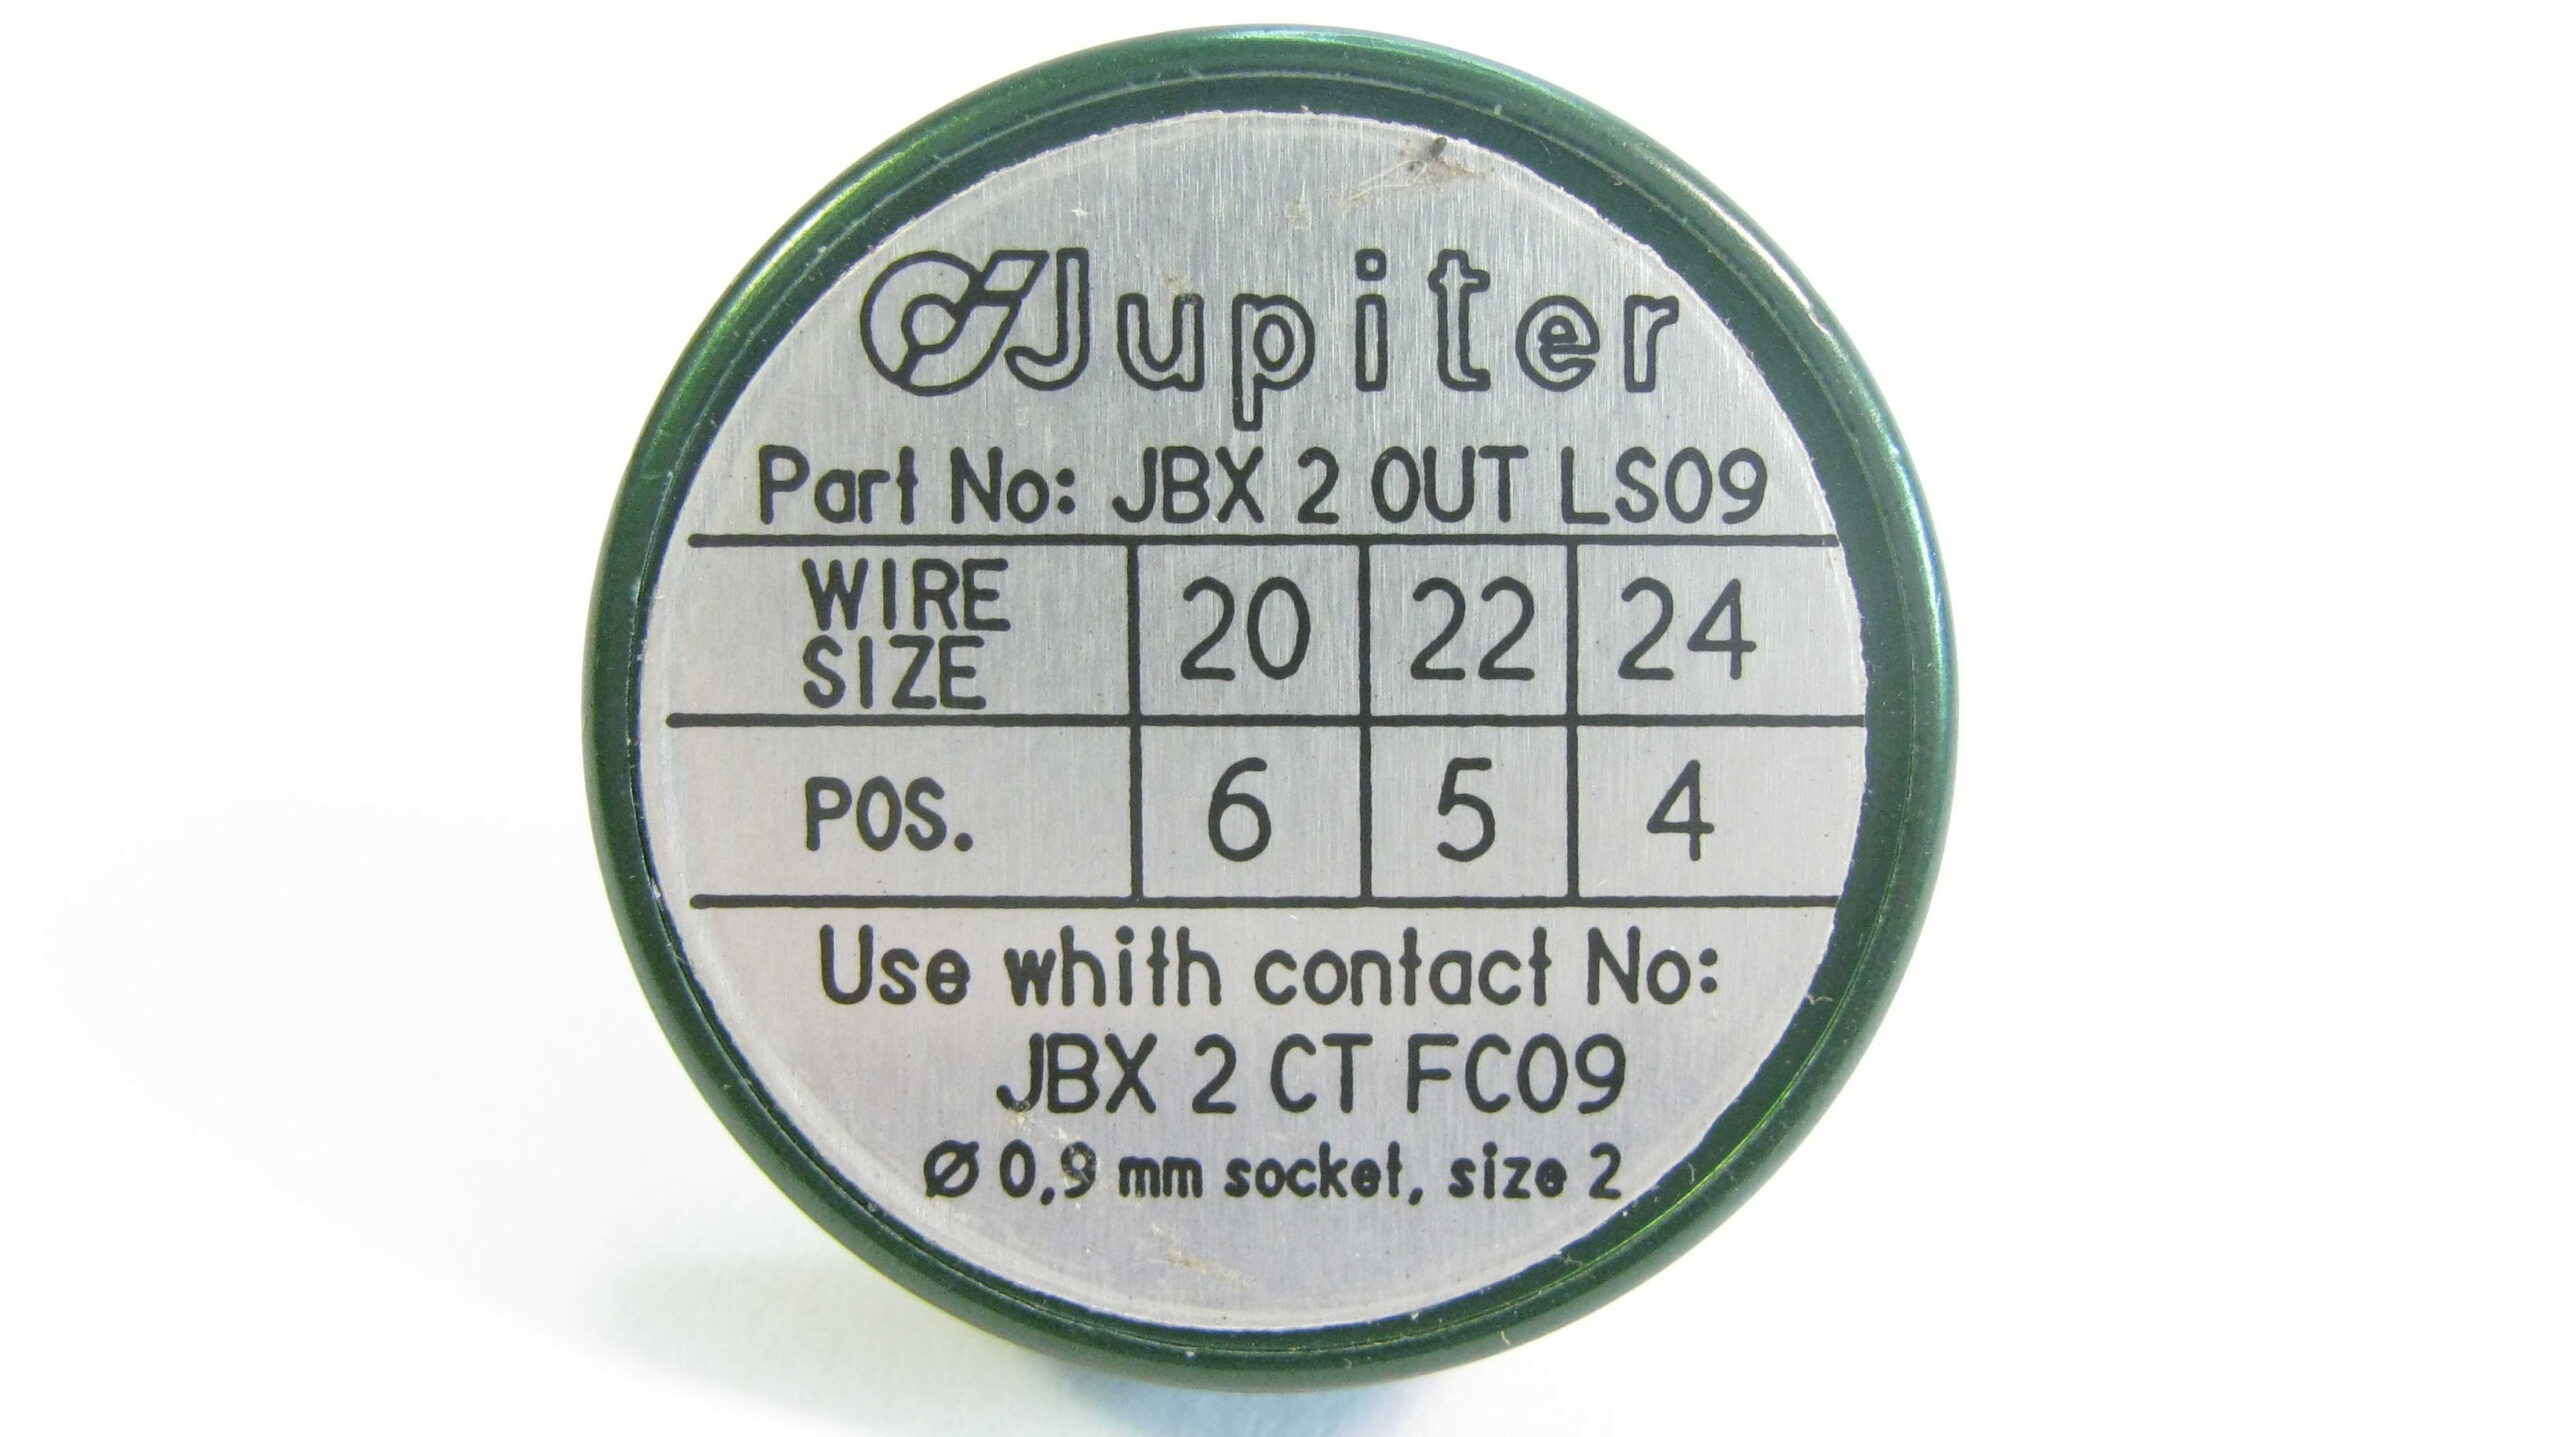 Jupiter
Part No: JBX 2 OUT LS09
WIRE SIZE 20 22 24
POS. 6 5 4
Use whith contact No:
JBX 2 CT FC09
Ø 0,9 mm socket, size 2